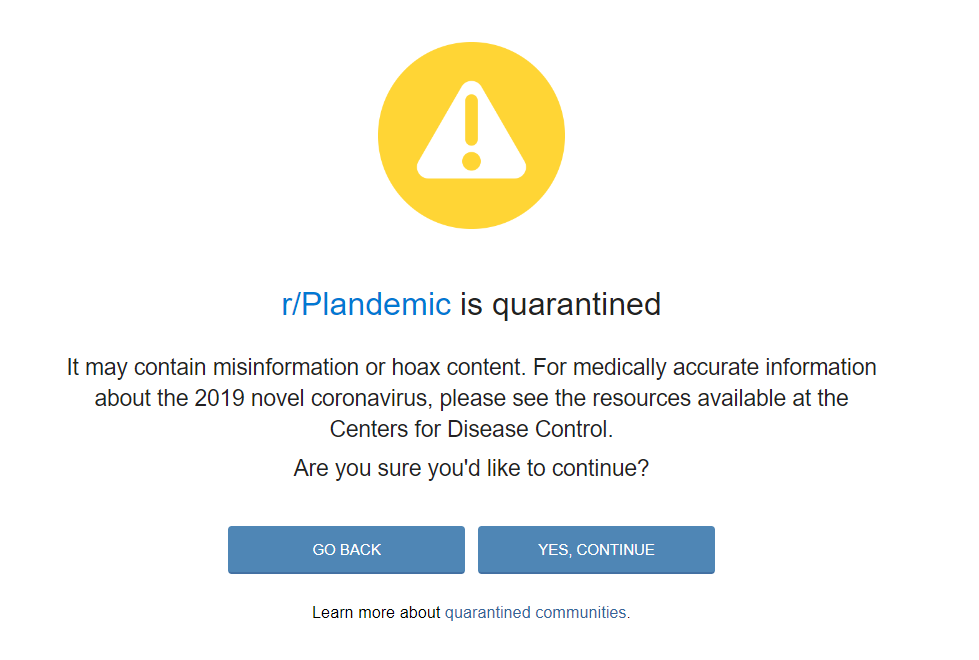 r/Plandemic is quarantined
It may contain misinformation or hoax content. For medically accurate information
about the 2019 novel coronavirus, please see the resources available at the
Centers for Disease Control.
Are you sure you'd like to continue?
GO BACK
YES, CONTINUE
Learn more about quarantined communities.